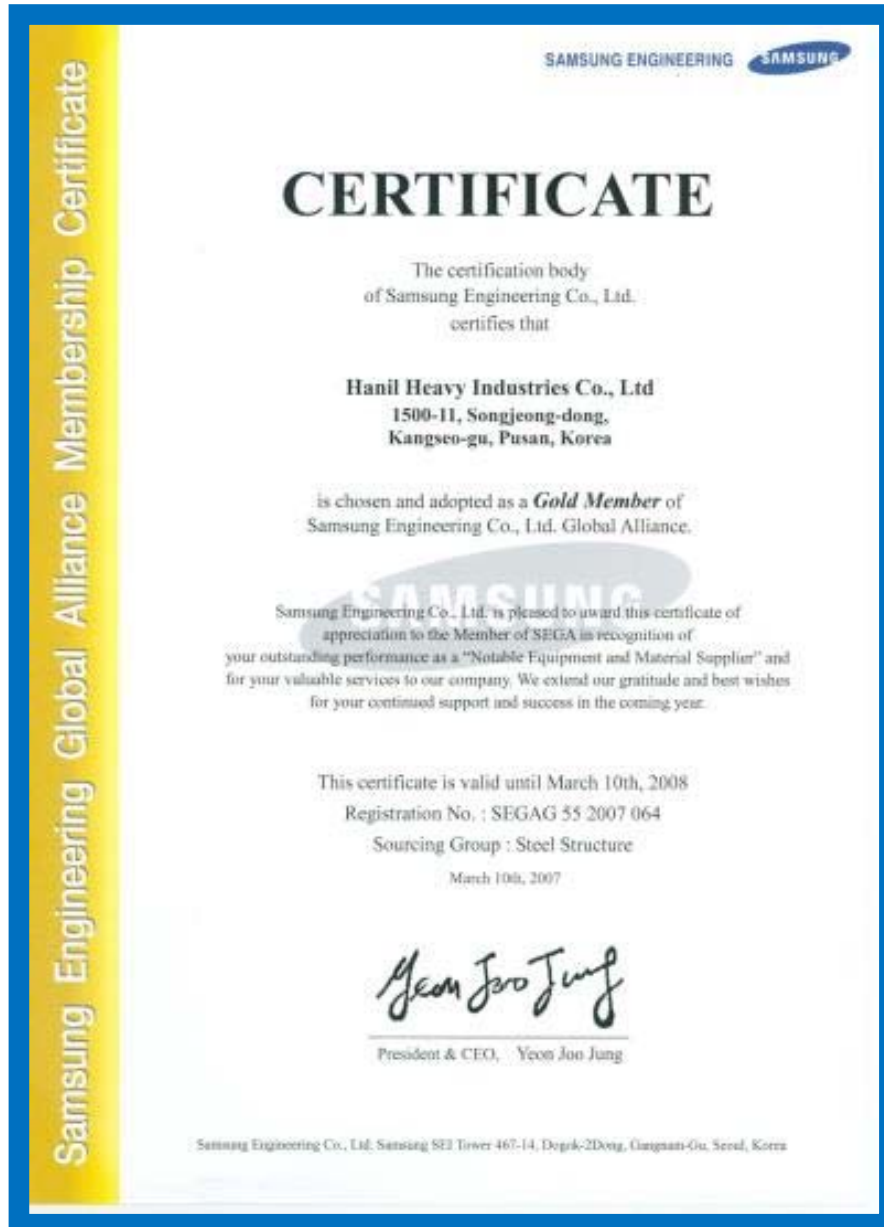 SAMSUNG ENGINEERING SAMSUNG
Samsung Engineering Global Alliance Membership Certificate
CERTIFICATE
The certification body
of Samsung Engineering Co., Ltd.
certifies that
Hanil Heavy Industries Co., Ltd
1500-11, Songjeong-dong,
Kangseo-gu, Pusan, Korea
is chosen and adopted as a Gold Member of
Samsung Engineering Co., Ltd. Global Alliance.
SAMSUNG
Samsung Engineering Co., Ltd. is pleased to award this certificate of
appreciation to the Member of SEGA in recognition of
your outstanding performance as a “Notable Equipment and Material Supplier” and
for your valuable services to our company. We extend our gratitude and best wishes
for your continued support and success in the coming year.
This certificate is valid until March 10th, 2008
Registration No. : SEGAG 55 2007 064
Sourcing Group : Steel Structure
March 10th, 2007
Yeon Joo Jung
President & CEO, Yeon Joo Jung
Samsung Engineering Co., Ltd. Samsung SEI Tower 467-14, Dogok-2Dong, Gangnam-Gu, Seoul, Korea